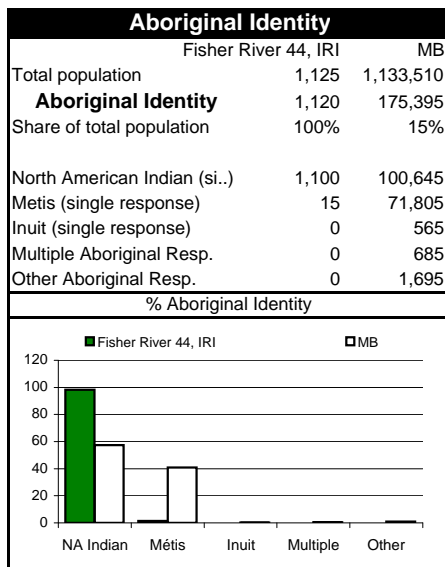 Aboriginal Identity
Fisher River 44, IRI MB
Total population 1,125 1,133,510
Aboriginal Identity 1,120 175,395
Share of total population 100% 15%
North American Indian (si..) 1,100 100,645
Metis (single response) 15 71,805
Inuit (single response) 0 565
Multiple Aboriginal Resp. 0 685
Other Aboriginal Resp. 0 1,695
% Aboriginal Identity
Fisher River 44, IRI MB
120
100
80
60
40
20
0
NA Indian Métis Inuit Multiple Other